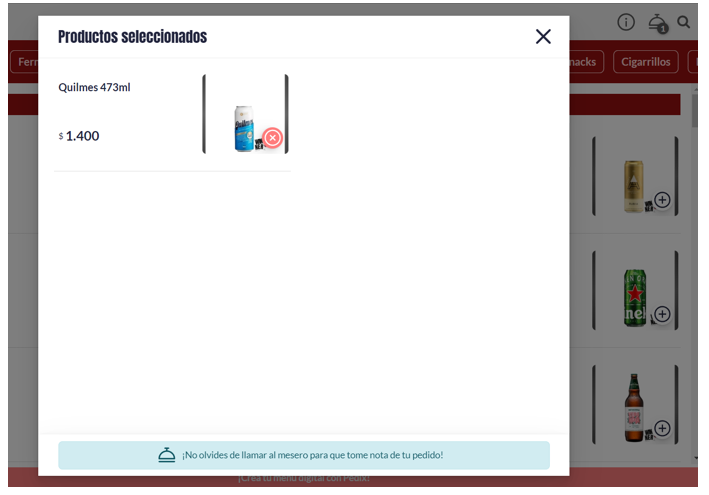 Productos seleccionados
1
Fern
nacks
Cigarrillos
Quilmes 473ml
$ 1.400
¡No olvides de llamar al mesero para que tome nota de tu pedido!
¡Crea tu menú digital con Pedix!